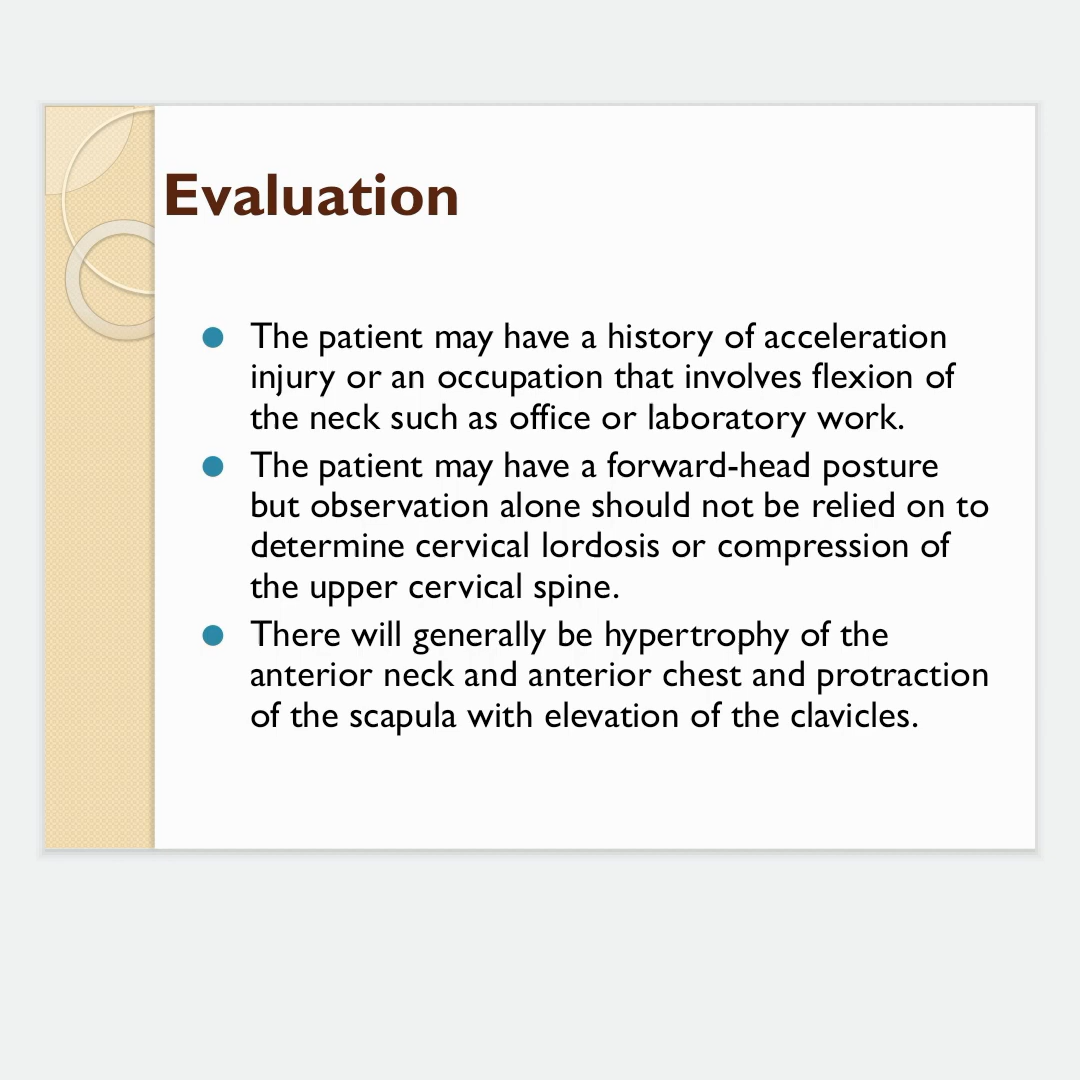 Evaluation
The patient may have a history of acceleration
injury or an occupation that involves flexion of
the neck such as office or laboratory work.
The patient may have a forward-head posture
but observation alone should not be relied on to
determine cervical lordosis or compression of
the upper cervical spine.
There will generally be hypertrophy of the
anterior neck and anterior chest and protraction
of the scapula with elevation of the clavicles.